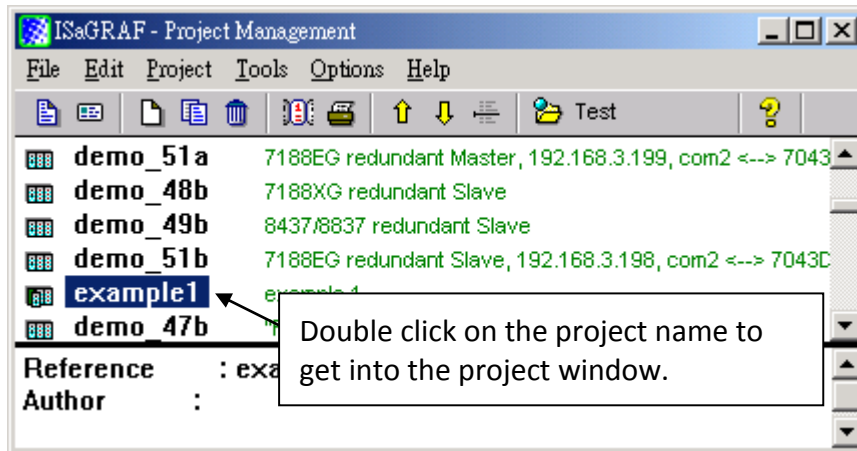 ISaGRAF - Project Management
File Edit Project Tools Options Help
Test
demo_51a 7188EG redundant Master, 192.168.3.199, com2 <--> 7043
demo_48b 7188XG redundant Slave
demo_49b 8437/8837 redundant Slave
demo_51b 7188EG redundant Slave, 192.168.3.198, com2 <--> 7043D
example1
demo_47b
Double click on the project name to
get into the project window.
Reference : exa
Author :